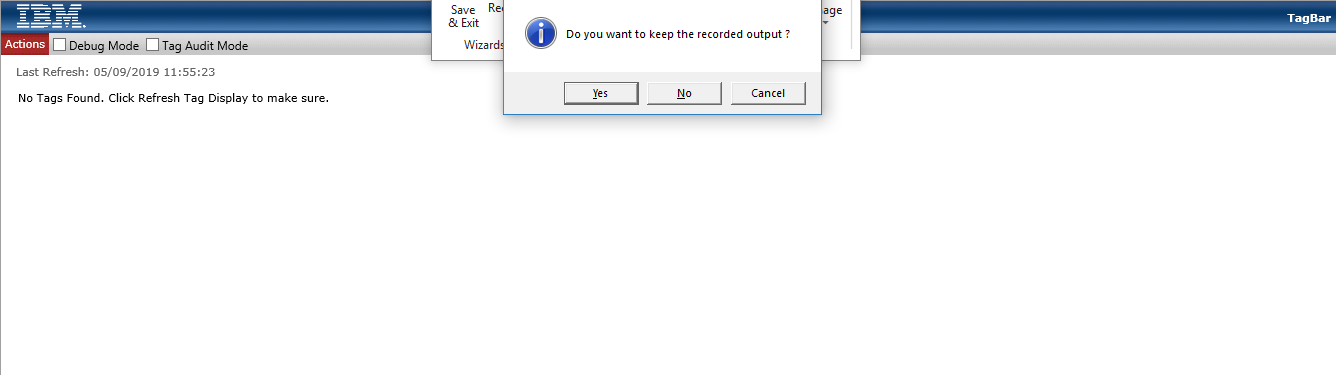 IBM.
TagBar
Save
& Exit
Wizards
Do you want to keep the recorded output ?
Yes
No
Cancel
Actions
Debug Mode
Tag Audit Mode
Last Refresh: 05/09/2019 11:55:23
No Tags Found. Click Refresh Tag Display to make sure.